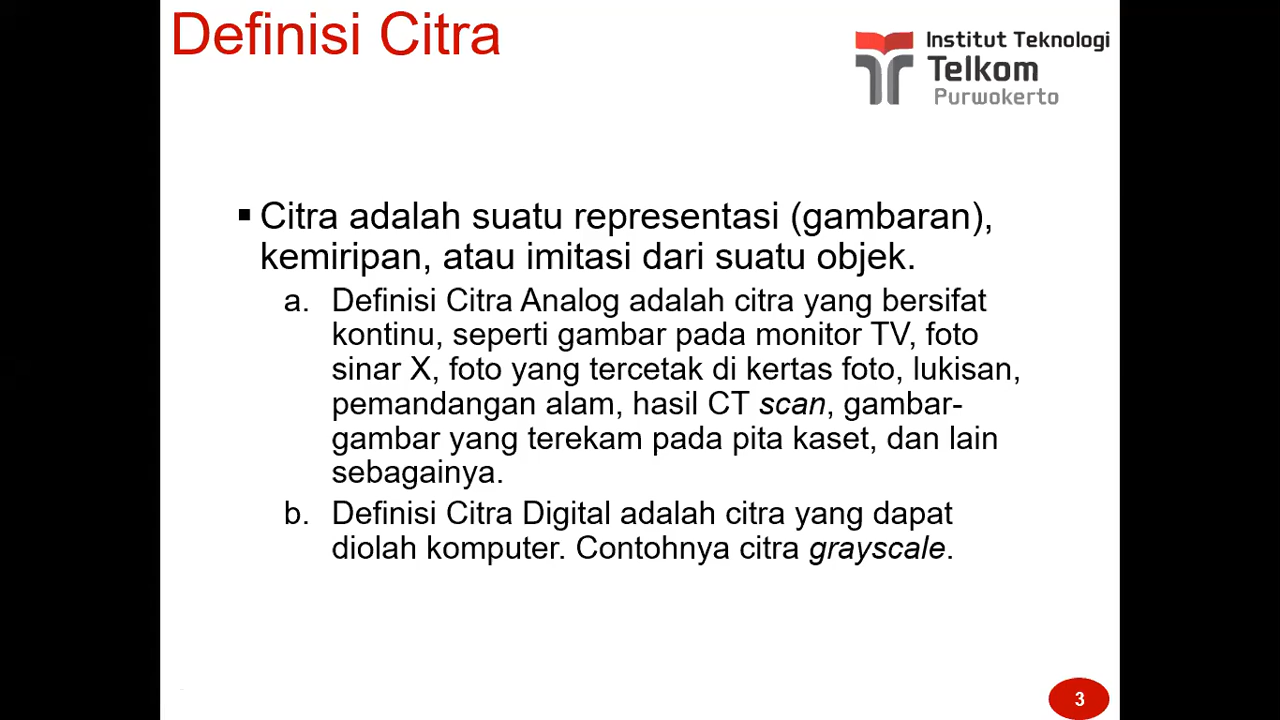 Definisi Citra
Institut Teknologi
Telkom
Purwokerto
▪ Citra adalah suatu representasi (gambaran),
kemiripan, atau imitasi dari suatu objek.
a. Definisi Citra Analog adalah citra yang bersifat
kontinu, seperti gambar pada monitor TV, foto
sinar X, foto yang tercetak di kertas foto, lukisan,
pemandangan alam, hasil CT scan, gambar-
gambar yang terekam pada pita kaset, dan lain
sebagainya.
b. Definisi Citra Digital adalah citra yang dapat
diolah komputer. Contohnya citra grayscale.
3